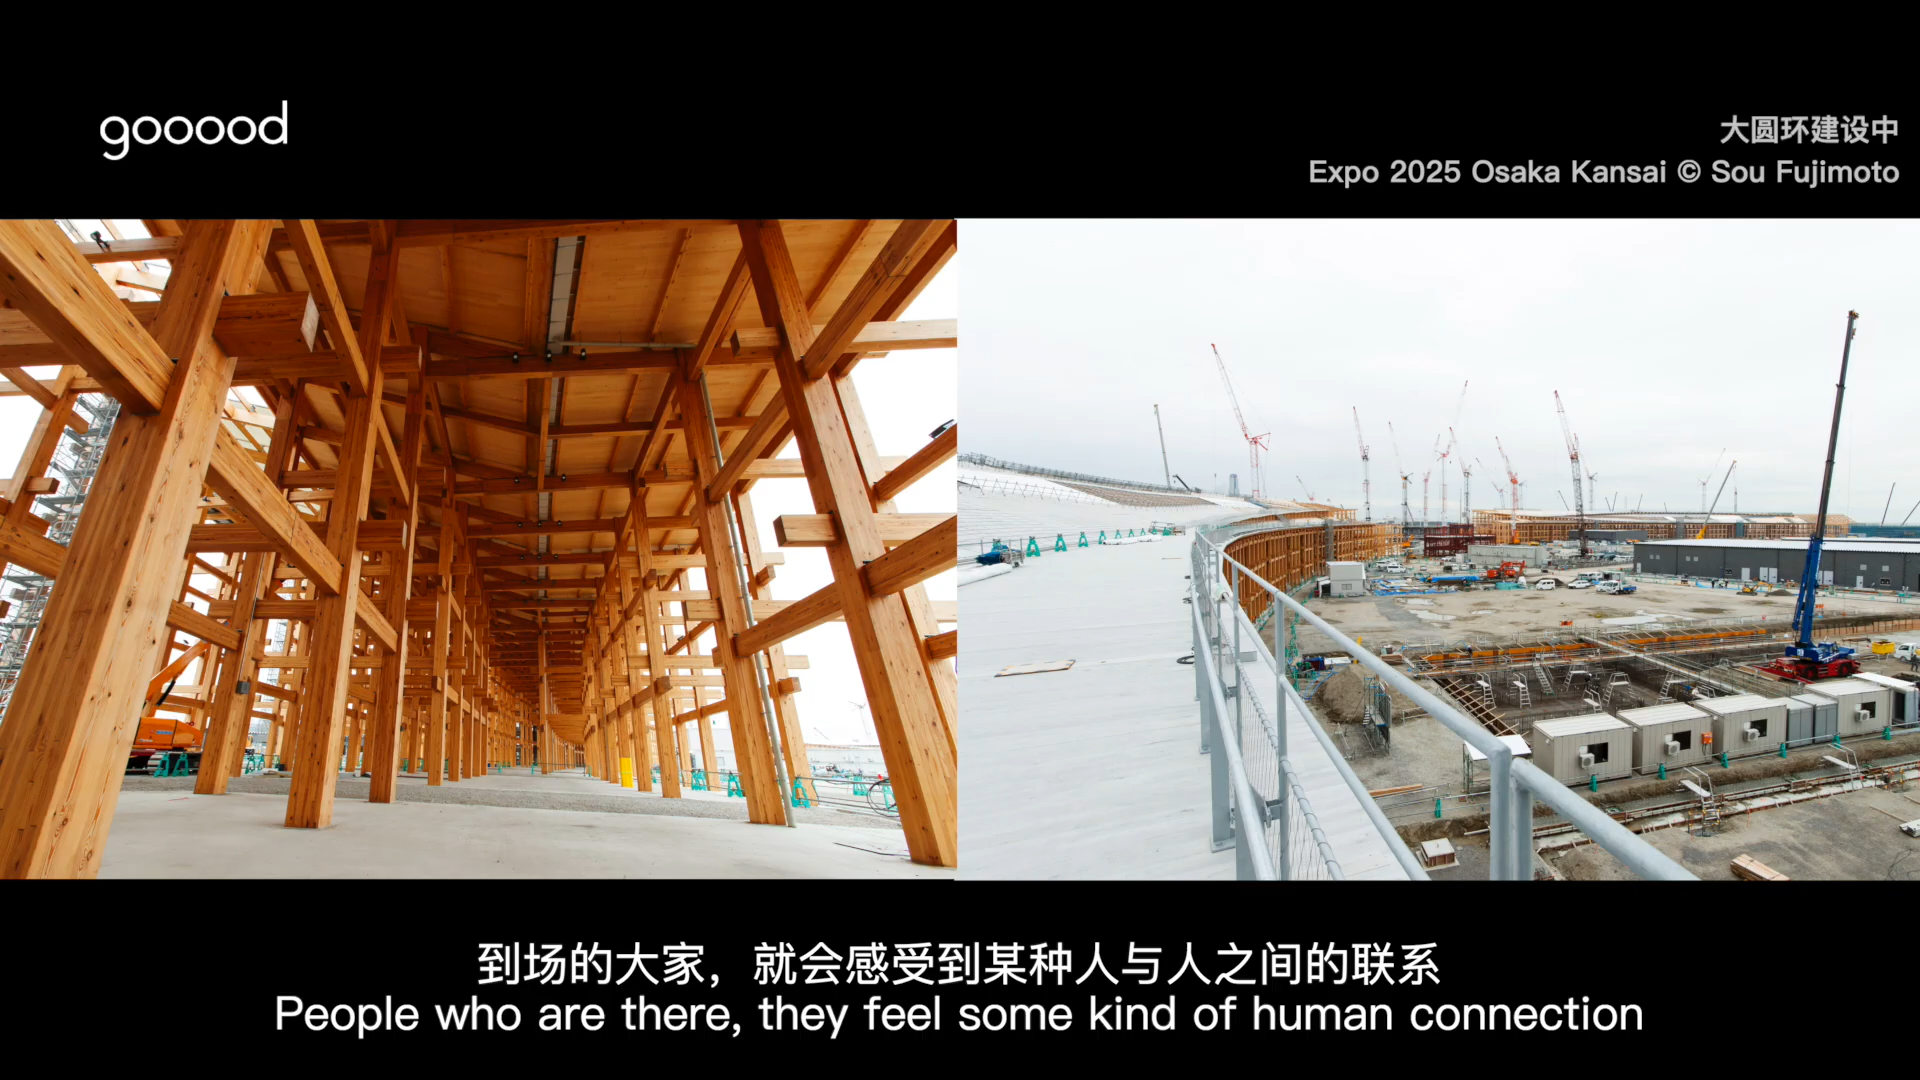 gooood
大圆环建设中
Expo 2025 Osaka Kansai © Sou Fujimoto
到场的大家，就会感受到某种人与人之间的联系
People who are there, they feel some kind of human connection